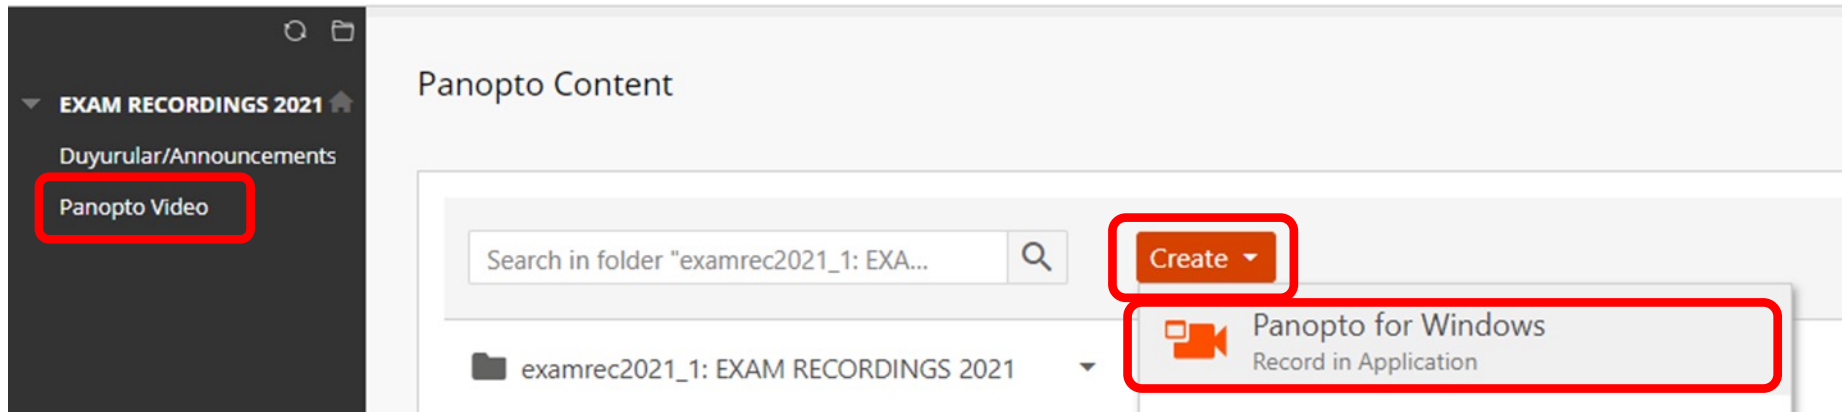 EXAM RECORDINGS 2021
Duyurular/Announcements
Panopto Video
Panopto Content
Search in folder "examrec2021_1: EXA...
Create
Panopto for Windows
Record in Application
examrec2021_1: EXAM RECORDINGS 2021